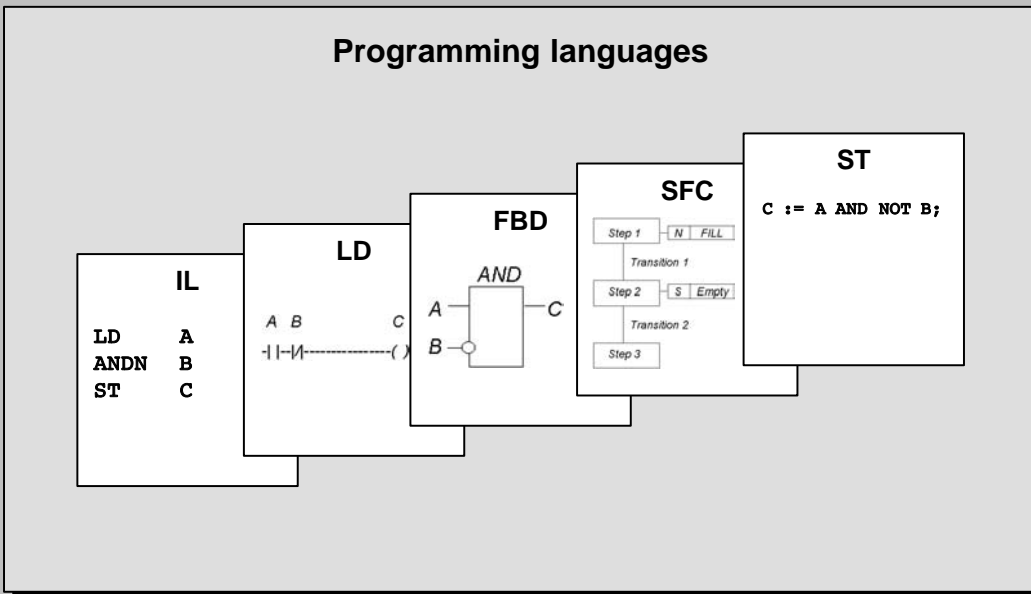 Programming languages
IL
LD A
ANDN B
ST C
LD
A B C
FBD
AND
A C
B
SFC
Step 1 N FILL
Transition 1
Step 2 S Empty
Transition 2
Step 3
ST
C := A AND NOT B;